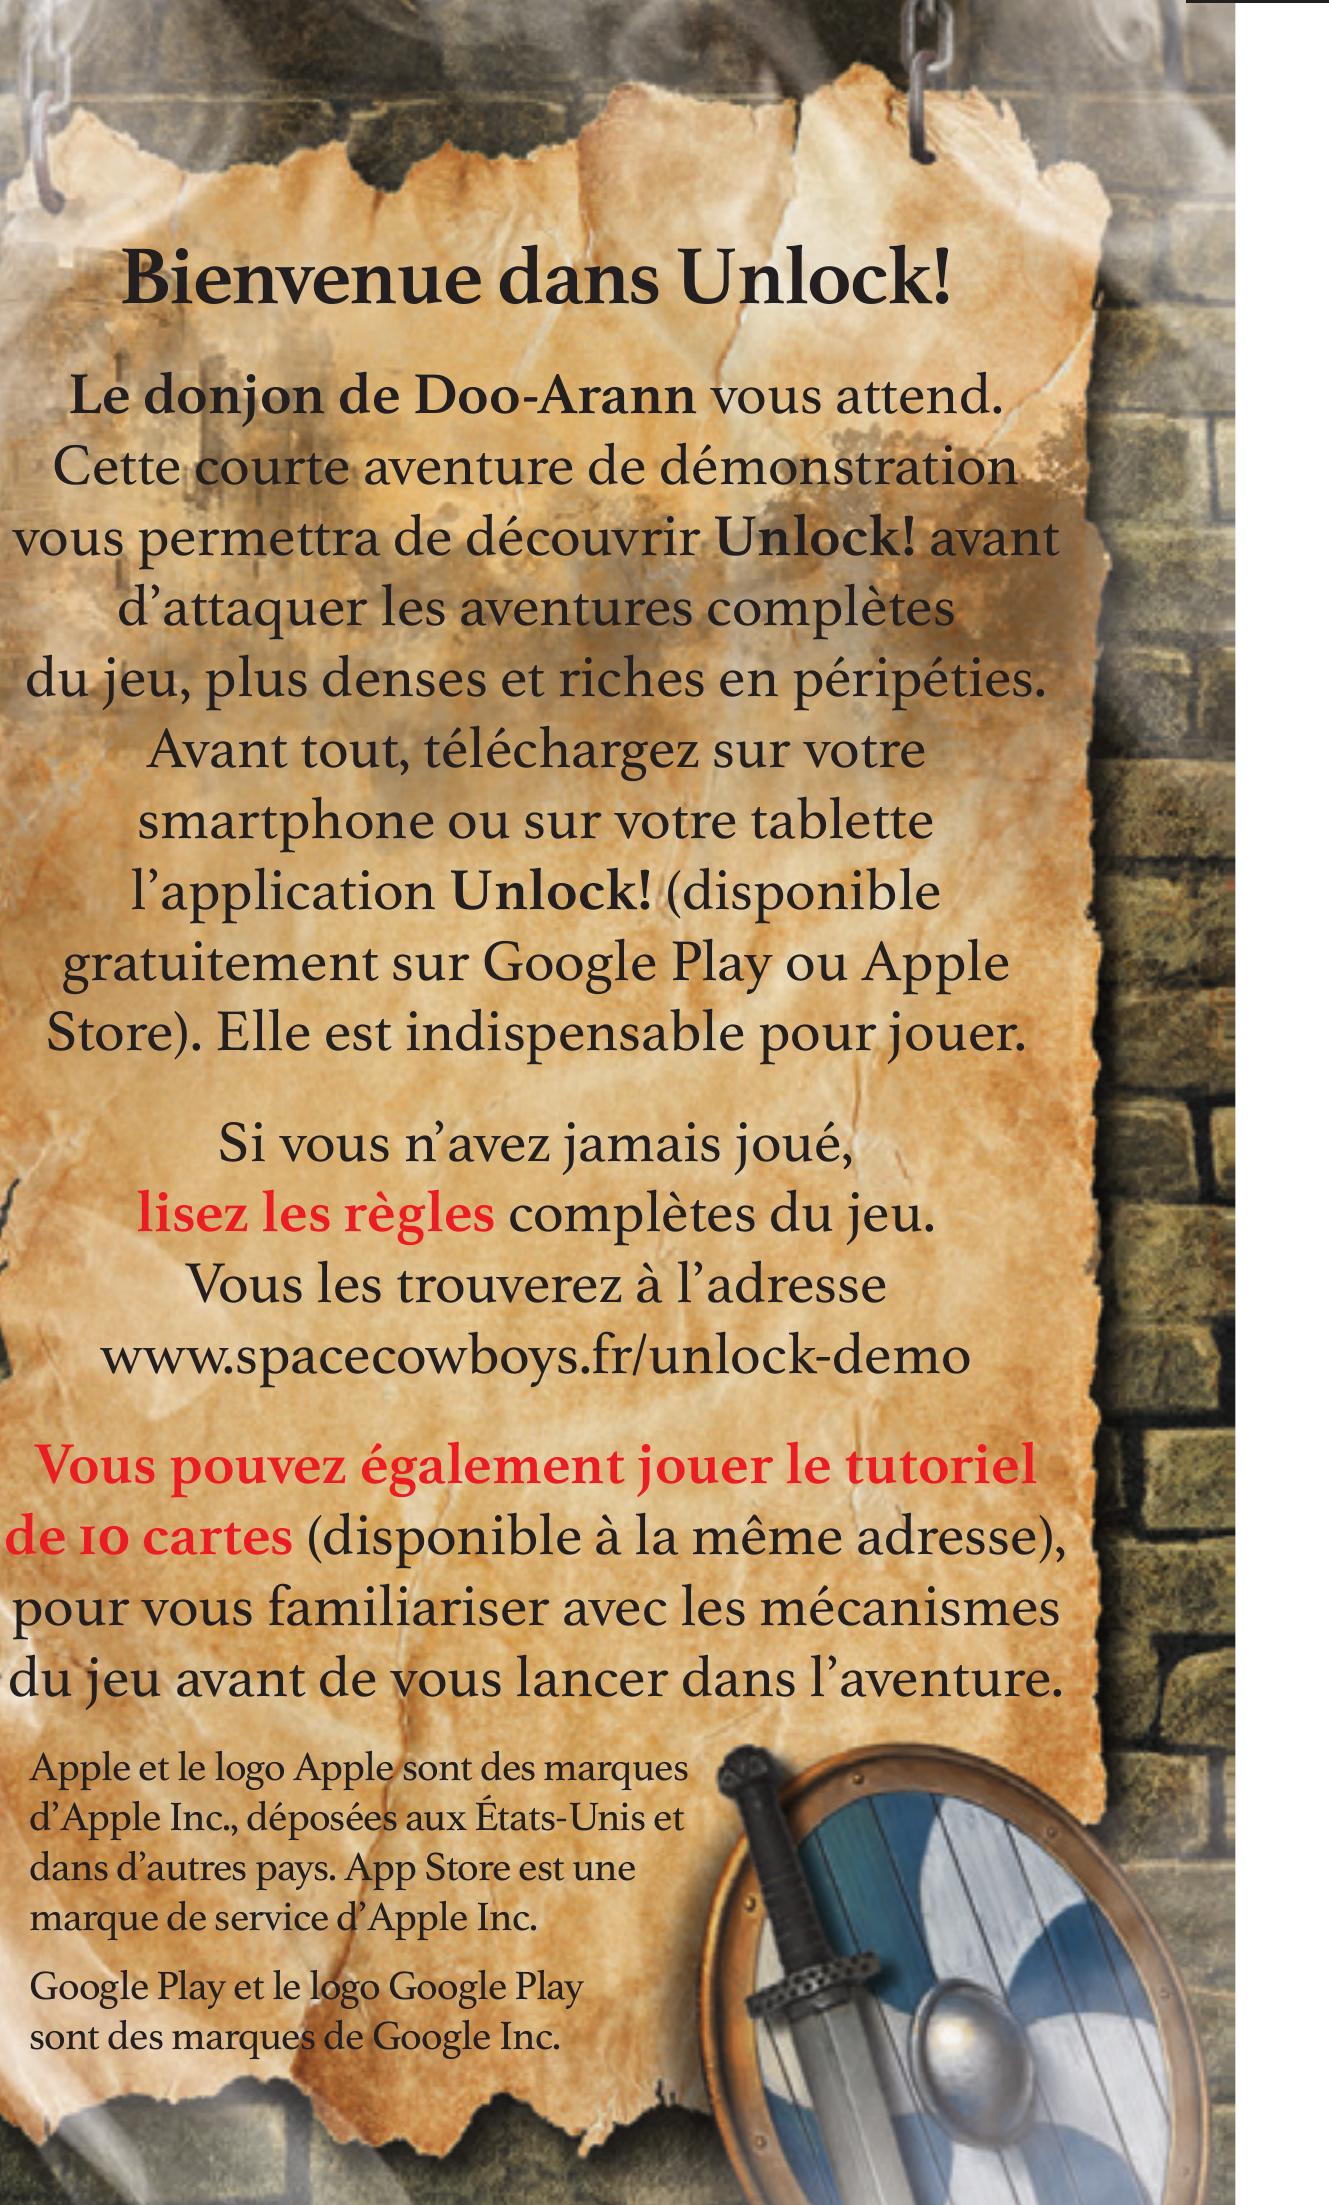 Bienvenue dans Unlock!
Le donjon de Doo-Arann vous attend.
Cette courte aventure de démonstration
vous permettra de découvrir Unlock! avant
d’attaquer les aventures complètes
du jeu, plus denses et riches en péripéties.
Avant tout, téléchargez sur votre
smartphone ou sur votre tablette
l’application Unlock! (disponible
gratuitement sur Google Play ou Apple
Store). Elle est indispensable pour jouer.
Si vous n’avez jamais joué,
lisez les règles complètes du jeu.
Vous les trouverez à l’adresse
www.spacecowboys.fr/unlock-demo
Vous pouvez également jouer le tutoriel
de 10 cartes (disponible à la même adresse),
pour vous familiariser avec les mécanismes
du jeu avant de vous lancer dans l’aventure.
Apple et le logo Apple sont des marques
d’Apple Inc., déposées aux États-Unis et
dans d’autres pays. App Store est une
marque de service d’Apple Inc.
Google Play et le logo Google Play
sont des marques de Google Inc.